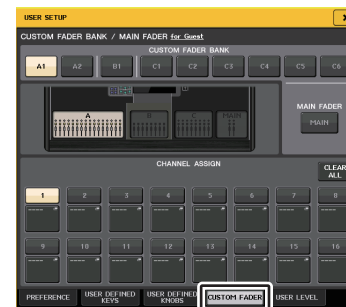 USER SETUP
CUSTOM FADER BANK / MAIN FADER for Guest
CUSTOM FADER BANK
A1 A2 B1 C1 C2 C3 C4 C5 C6
A B C MAIN
MAIN FADER
MAIN
CHANNEL ASSIGN
CLEAR ALL
1 2 3 4 5 6 7 8
---- ---- ---- ---- ---- ---- ---- ----
9 10 11 12 13 14 15 16
---- ---- ---- ---- ---- ---- ---- ----
PREFERENCE USER DEFINED KEYS USER DEFINED KNOBS CUSTOM FADER USER LEVEL